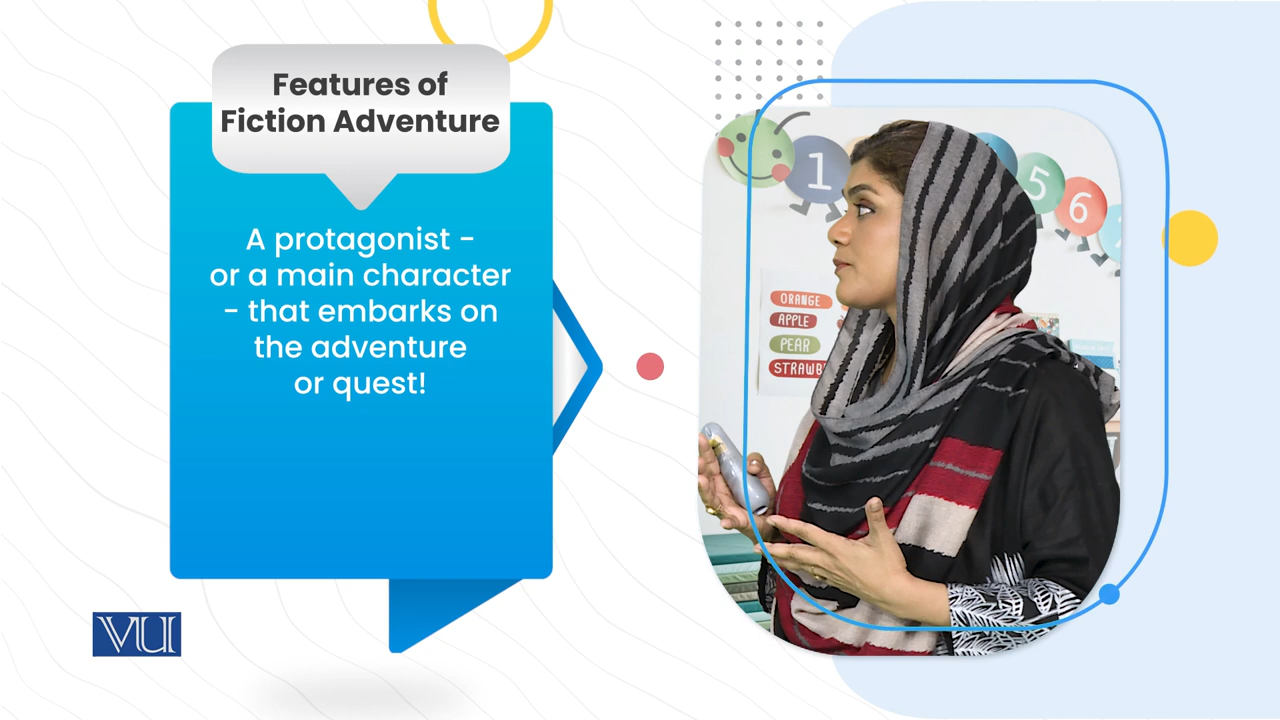 Features of
Fiction Adventure
A protagonist -
or a main character
- that embarks on
the adventure
or quest!
VU
1
5
6
ORANGE
APPLE
PEAR
STRAWB